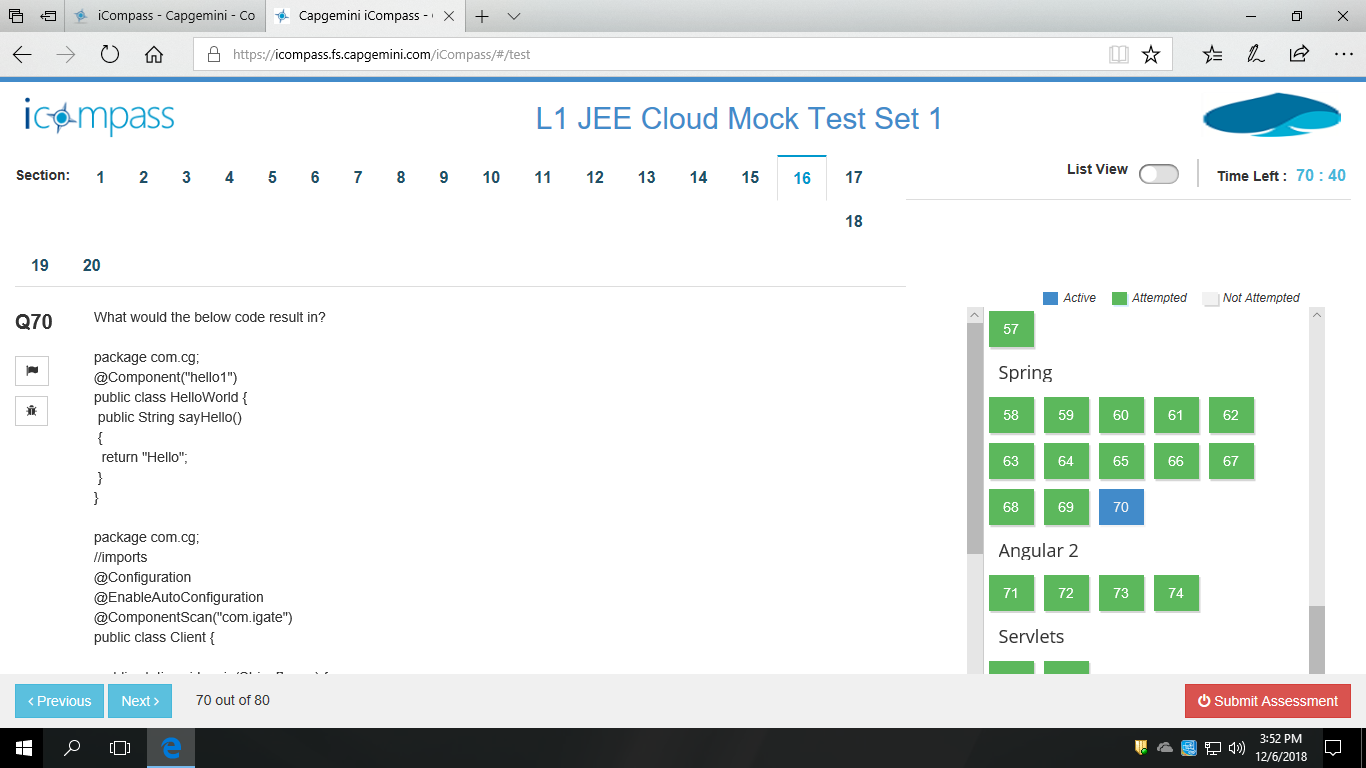 iCompass - Capgemini - Co
Capgemini iCompass -
https://icompass.fs.capgemini.com/iCompass/#/test
icompass
L1 JEE Cloud Mock Test Set 1
Section: 1 2 3 4 5 6 7 8 9 10 11 12 13 14 15 16 17
18
19 20
List View
Time Left : 70 : 40
Active Attempted Not Attempted
Q70
What would the below code result in?
package com.cg;
@Component("hello1")
public class HelloWorld {
public String sayHello()
{
return "Hello";
}
}
package com.cg;
//imports
@Configuration
@EnableAutoConfiguration
@ComponentScan("com.igate")
public class Client {
57
Spring
58 59 60 61 62
63 64 65 66 67
68 69 70
Angular 2
71 72 73 74
Servlets
< Previous
Next >
70 out of 80
Submit Assessment
3:52 PM
12/6/2018